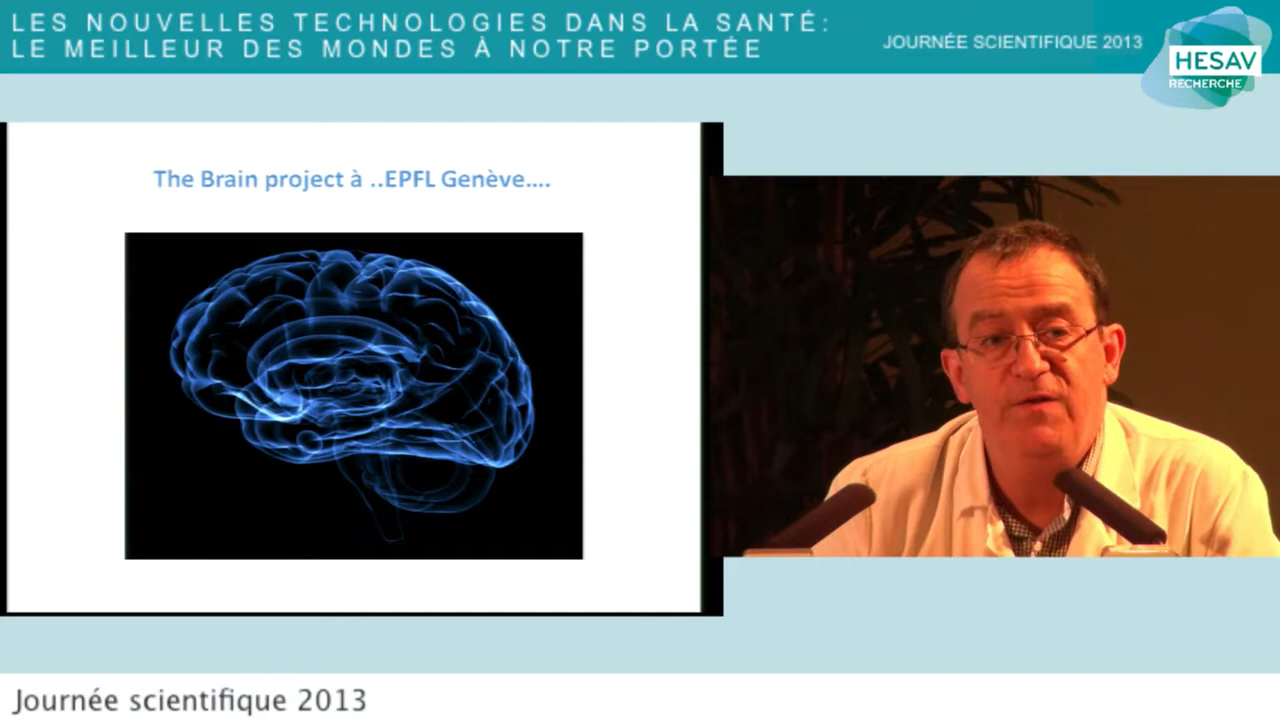 LES NOUVELLES TECHNOLOGIES DANS LA SANTÉ:
LE MEILLEUR DES MONDES À NOTRE PORTÉE
JOURNÉE SCIENTIFIQUE 2013
HESAV
RECHERCHE
The Brain project à ..EPFL Genève....
Journée scientifique 2013